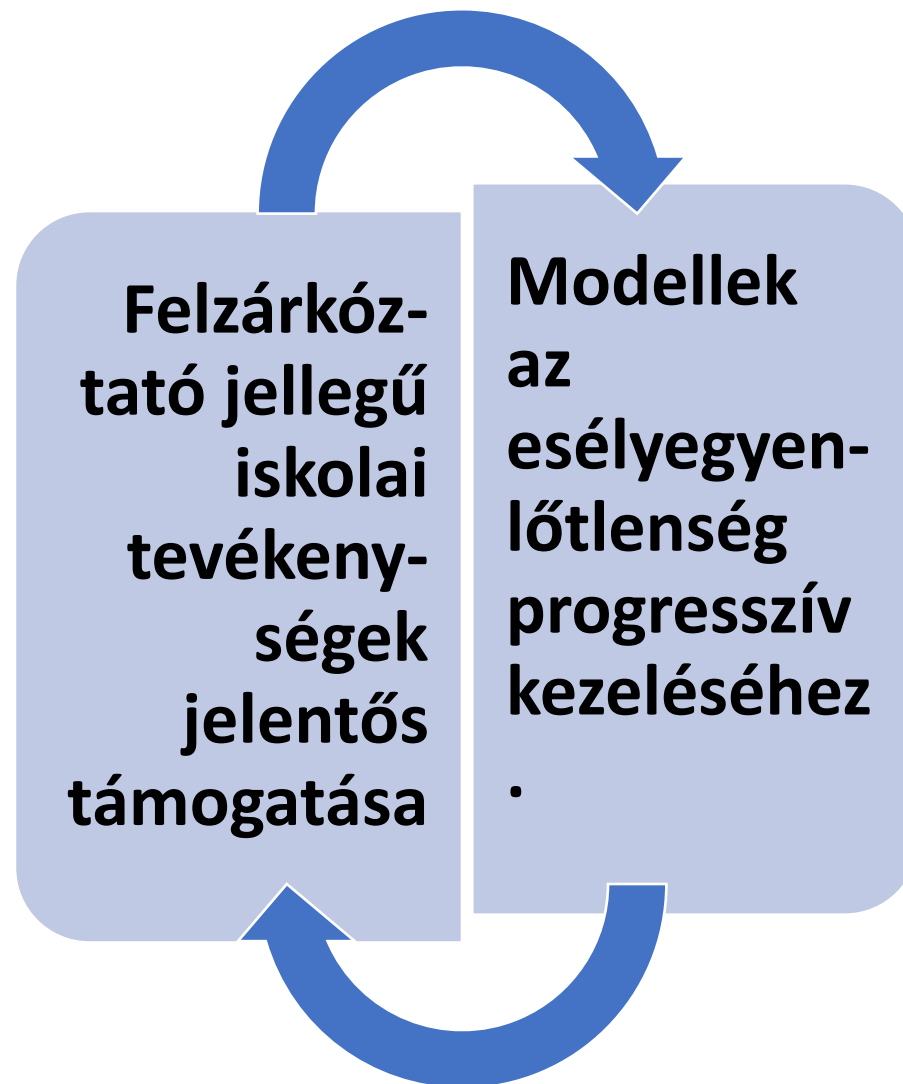 Felzárkóz-
tató jellegű
iskolai
tevékeny-
ségek
jelentős
támogatása
Modellek
az
esélyegyen-
lőtlenség
progresszív
kezeléséhez
.